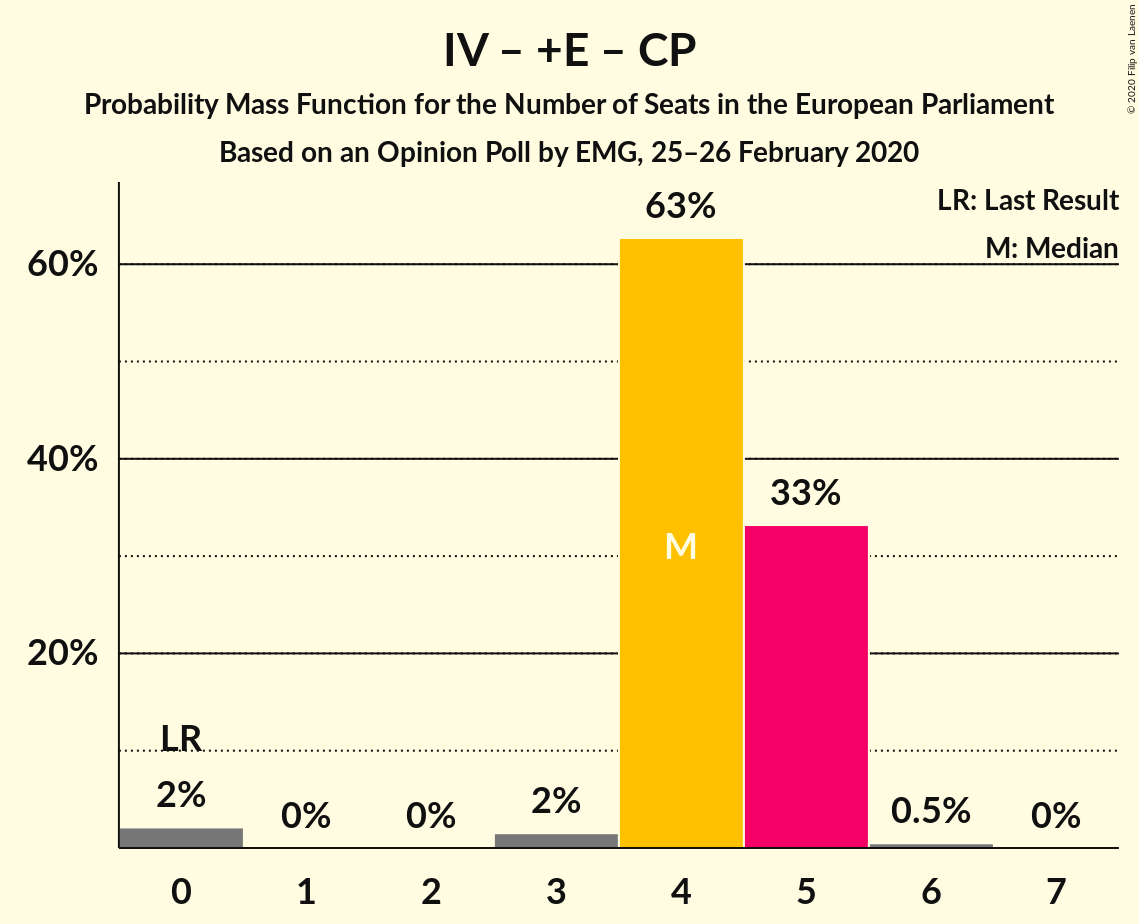 IV – +E – CP
Probability Mass Function for the Number of Seats in the European Parliament
Based on an Opinion Poll by EMG, 25–26 February 2020
© 2020 Filip van Laenen
LR: Last Result
M: Median
60%
40%
20%
63%
33%
M
LR
2%
0%
0%
2%
0.5%
0%
0 1 2 3 4 5 6 7